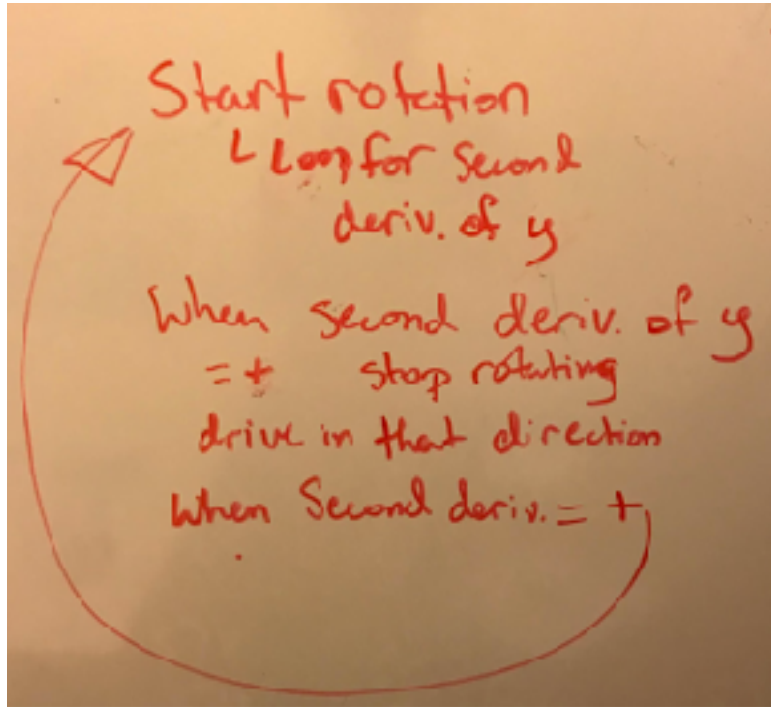 Start rotation
Loop for Second
deriv. of y
When second deriv. of y
= + stop rotating
drive in that direction
When Second deriv. = +